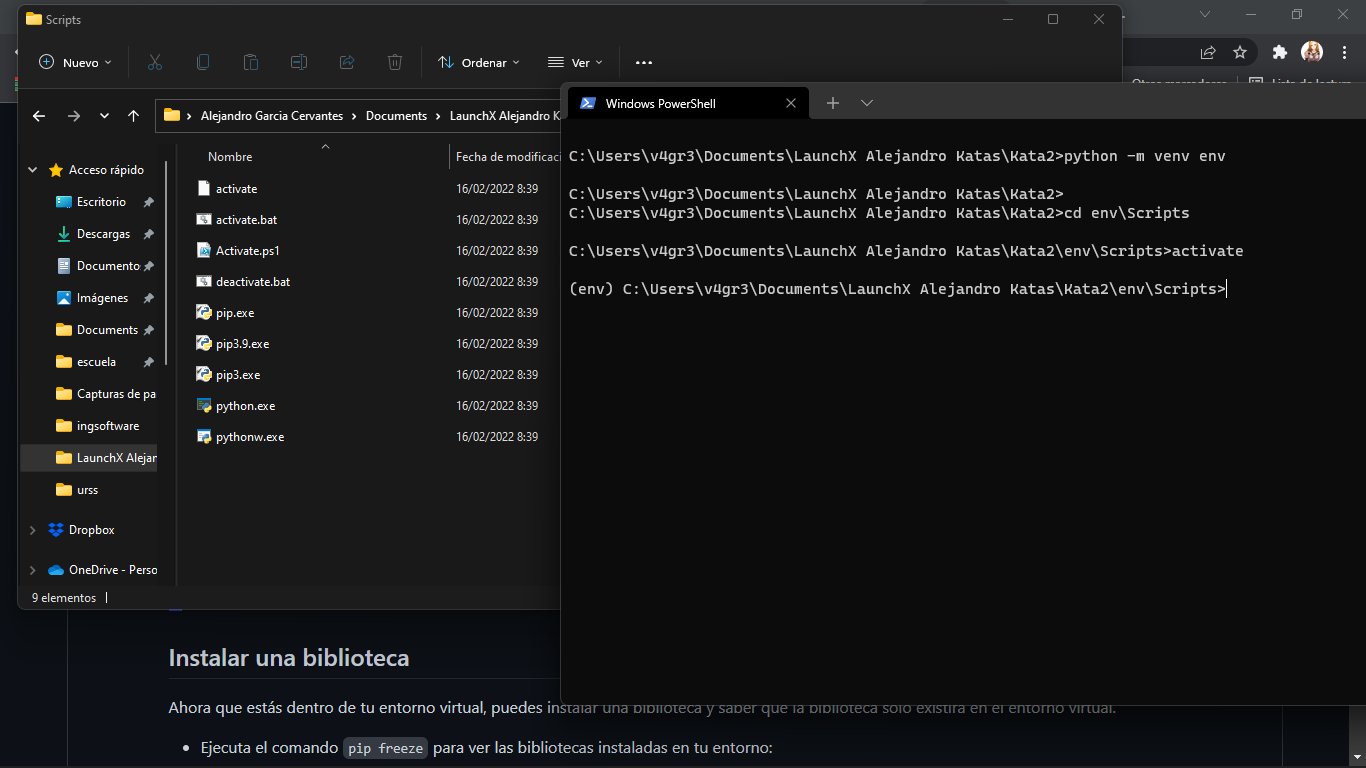 Scripts
Nuevo
Ordenar
Ver
Alejandro Garcia Cervantes > Documents > LaunchX Alejandro K
Nombre
Fecha de modificaci
Acceso rápido
Escritorio
Descargas
Documento
Imágenes
Documents
escuela
Capturas de pa
ingsoftware
LaunchX Alejan
urss
Dropbox
OneDrive - Perso
activate 16/02/2022 8:39
activate.bat 16/02/2022 8:39
Activate.ps1 16/02/2022 8:39
deactivate.bat 16/02/2022 8:39
pip.exe 16/02/2022 8:39
pip3.9.exe 16/02/2022 8:39
pip3.exe 16/02/2022 8:39
python.exe 16/02/2022 8:39
pythonw.exe 16/02/2022 8:39
9 elementos
Otros marcadores
Lista de lectura
Windows PowerShell
C:\Users\v4gr3\Documents\LaunchX Alejandro Katas\Kata2>python -m venv env
C:\Users\v4gr3\Documents\LaunchX Alejandro Katas\Kata2>
C:\Users\v4gr3\Documents\LaunchX Alejandro Katas\Kata2>cd env\Scripts
C:\Users\v4gr3\Documents\LaunchX Alejandro Katas\Kata2\env\Scripts>activate
(env) C:\Users\v4gr3\Documents\LaunchX Alejandro Katas\Kata2\env\Scripts>
Instalar una biblioteca
Ahora que estás dentro de tu entorno virtual, puedes instalar una biblioteca y saber que la biblioteca solo existirá en el entorno virtual.
• Ejecuta el comando pip freeze para ver las bibliotecas instaladas en tu entorno: